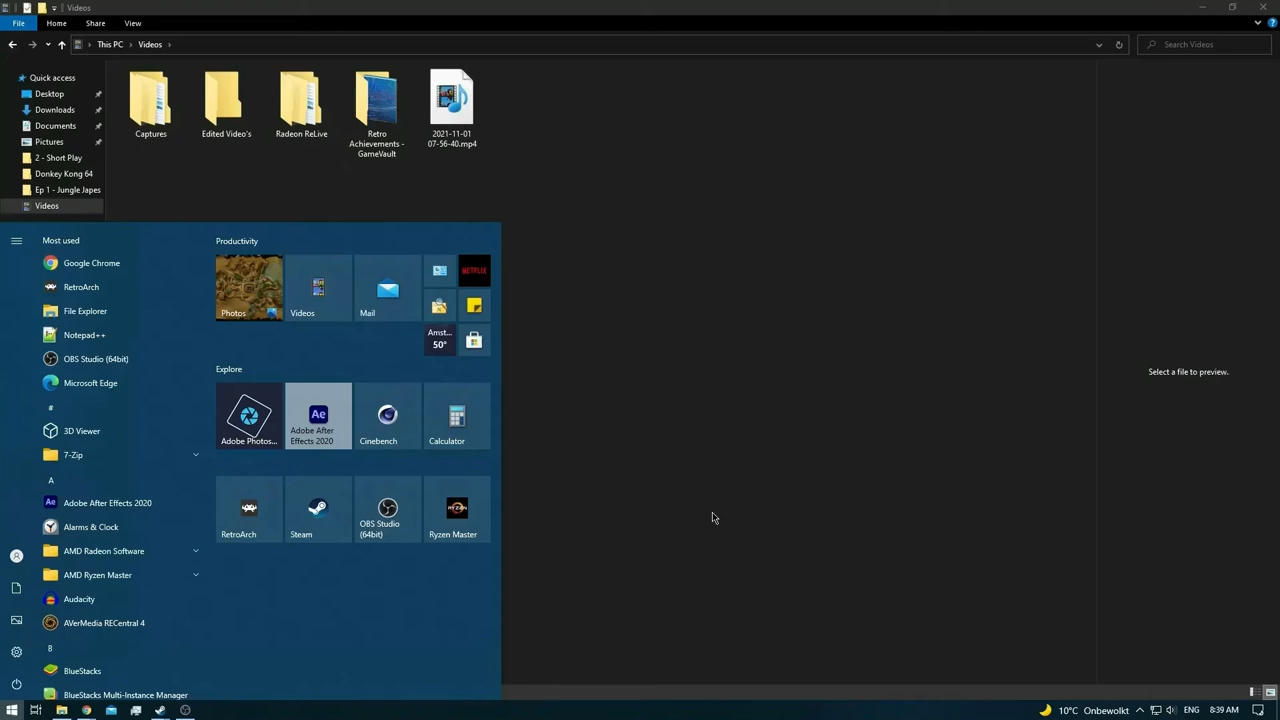 Videos
File
Home
Share
View
This PC
Videos
Search Videos
Quick access
Desktop
Downloads
Documents
Pictures
2 - Short Play
Donkey Kong 64
Ep 1 - Jungle Japes
Videos
Captures
Edited Video's
Radeon ReLive
Retro
Achievements -
GameVault
2021-11-01
07-56-40.mp4
Select a file to preview.
Most used
Google Chrome
RetroArch
File Explorer
Notepad++
OBS Studio (64bit)
Microsoft Edge
#
3D Viewer
7-Zip
A
Adobe After Effects 2020
Alarms & Clock
AMD Radeon Software
AMD Ryzen Master
Audacity
AVerMedia RECentral 4
B
BlueStacks
BlueStacks Multi-Instance Manager
Productivity
Photos
Videos
Mail
NETFLIX
Amst...
50°
Explore
Adobe Photos...
Ae
Adobe After
Effects 2020
Cinebench
Calculator
RetroArch
Steam
OBS Studio
(64bit)
RYZEN
Ryzen Master
10°C Onbewolkt
ENG
8:39 AM